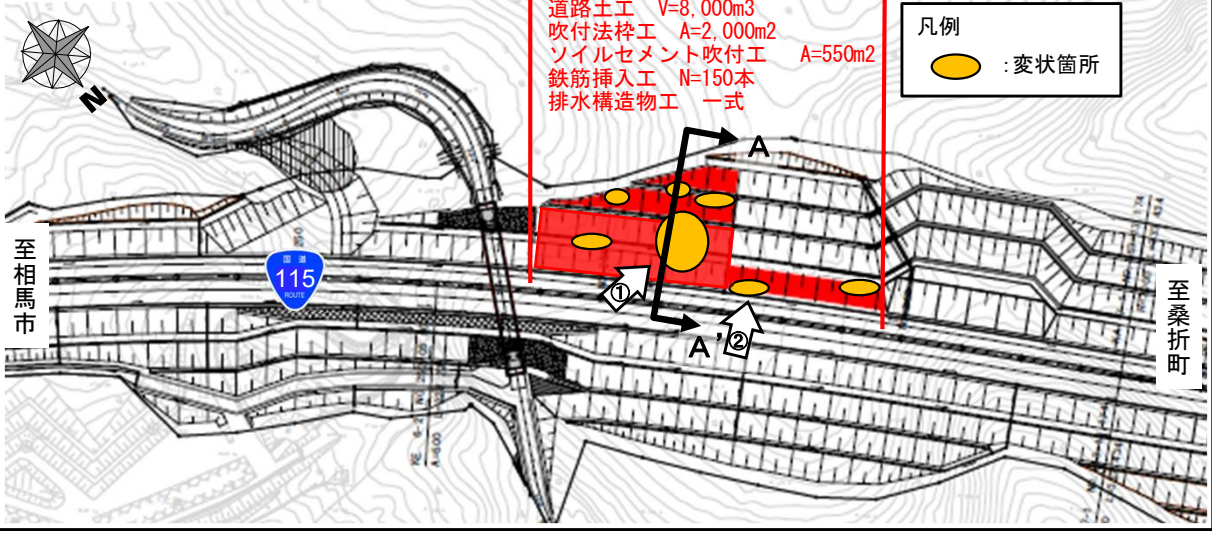 道路土工 V=8,000m3
吹付法枠工 A=2,000m2
ソイルセメント吹付工 A=550m2
鉄筋挿入工 N=150本
排水構造物工 一式
凡例
:変状箇所
N
A
至相馬市
国道
115
ROUTE
①
A'
②
至桑折町
A=600